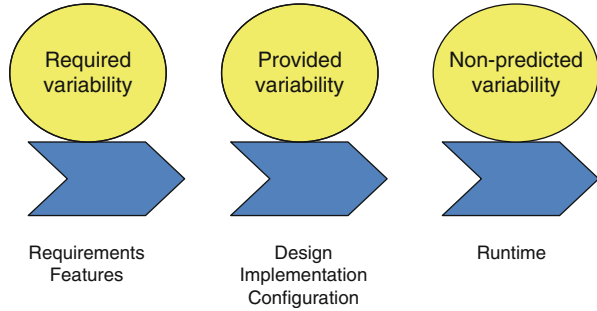 Required
variability
Provided
variability
Non-predicted
variability
Requirements
Features
Design
Implementation
Configuration
Runtime